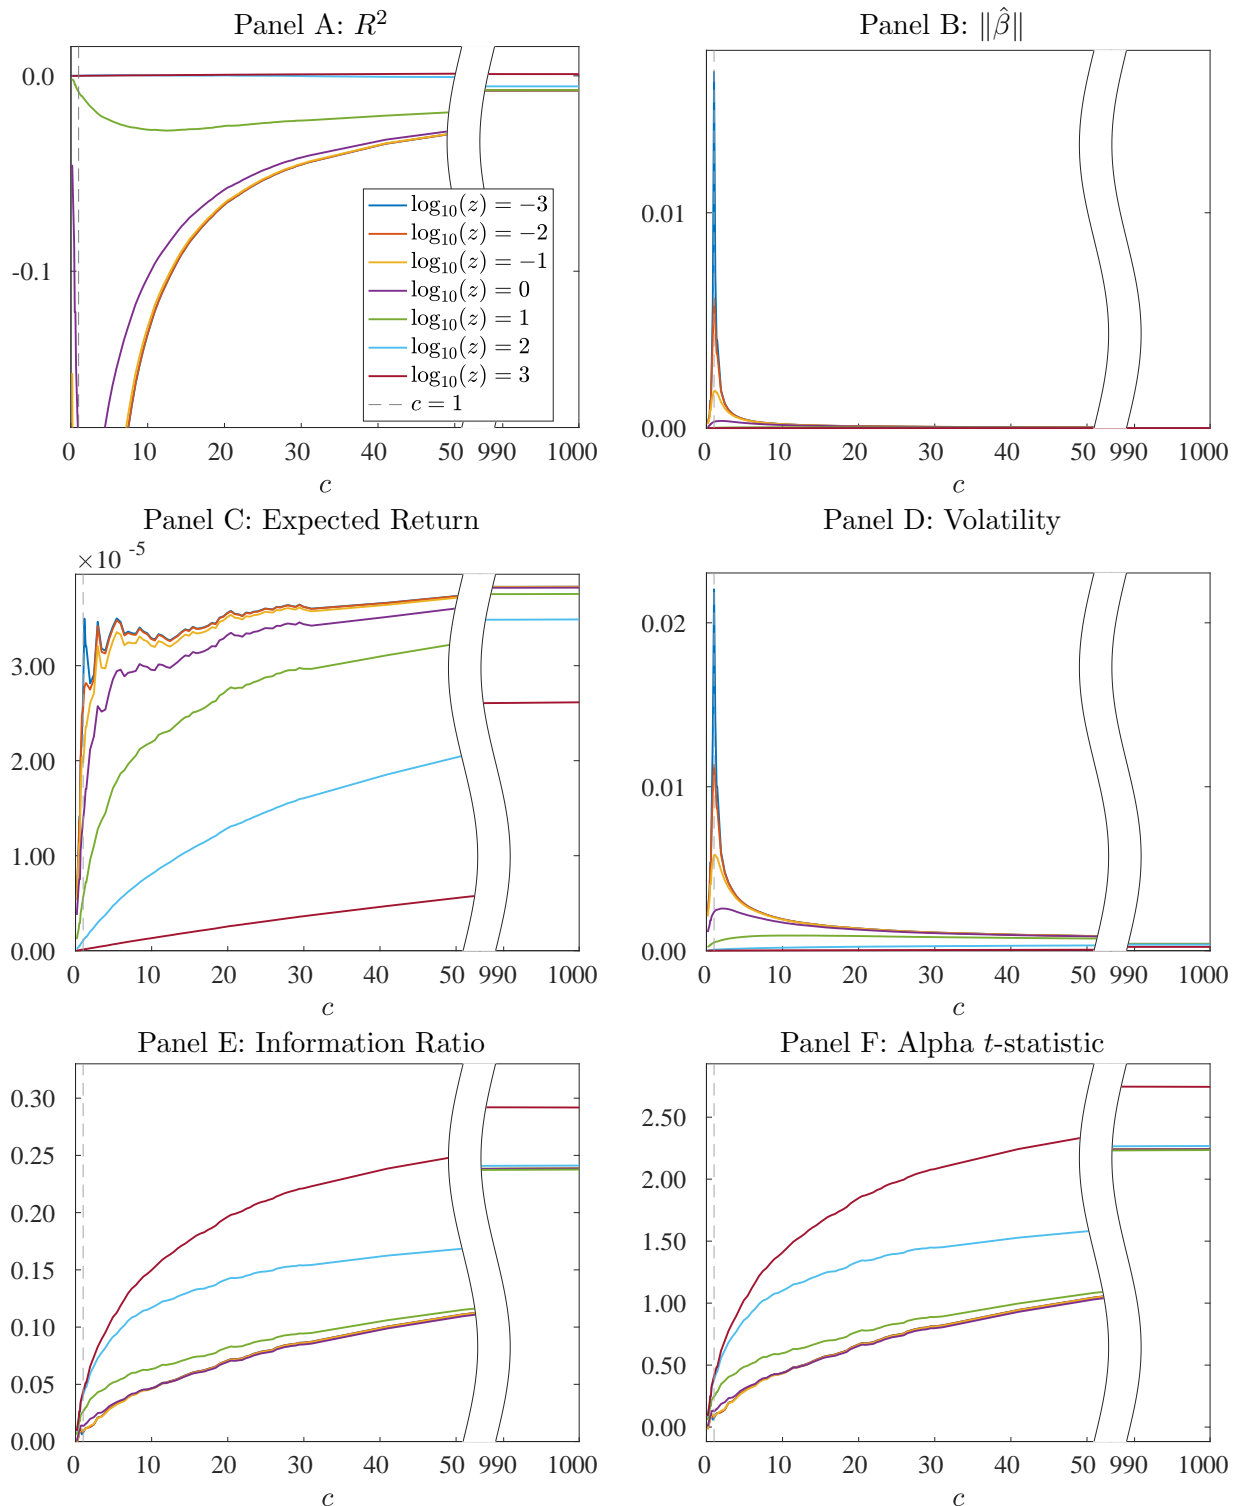 Panel A: R²
0.0
-0.1
log₁₀(z) = −3
log₁₀(z) = −2
log₁₀(z) = −1
log₁₀(z) = 0
log₁₀(z) = 1
log₁₀(z) = 2
log₁₀(z) = 3
c = 1
0 10 20 30 40 50 990 1000
c
Panel B: ‖β̂‖
0.01
0.00
0 10 20 30 40 50 990 1000
c
Panel C: Expected Return
×10 -5
3.00
2.00
1.00
0.00
0 10 20 30 40 50 990 1000
c
Panel D: Volatility
0.02
0.01
0.00
0 10 20 30 40 50 990 1000
c
Panel E: Information Ratio
0.30
0.25
0.20
0.15
0.10
0.05
0.00
0 10 20 30 40 50 990 1000
c
Panel F: Alpha t-statistic
2.50
2.00
1.50
1.00
0.50
0.00
0 10 20 30 40 50 990 1000
c